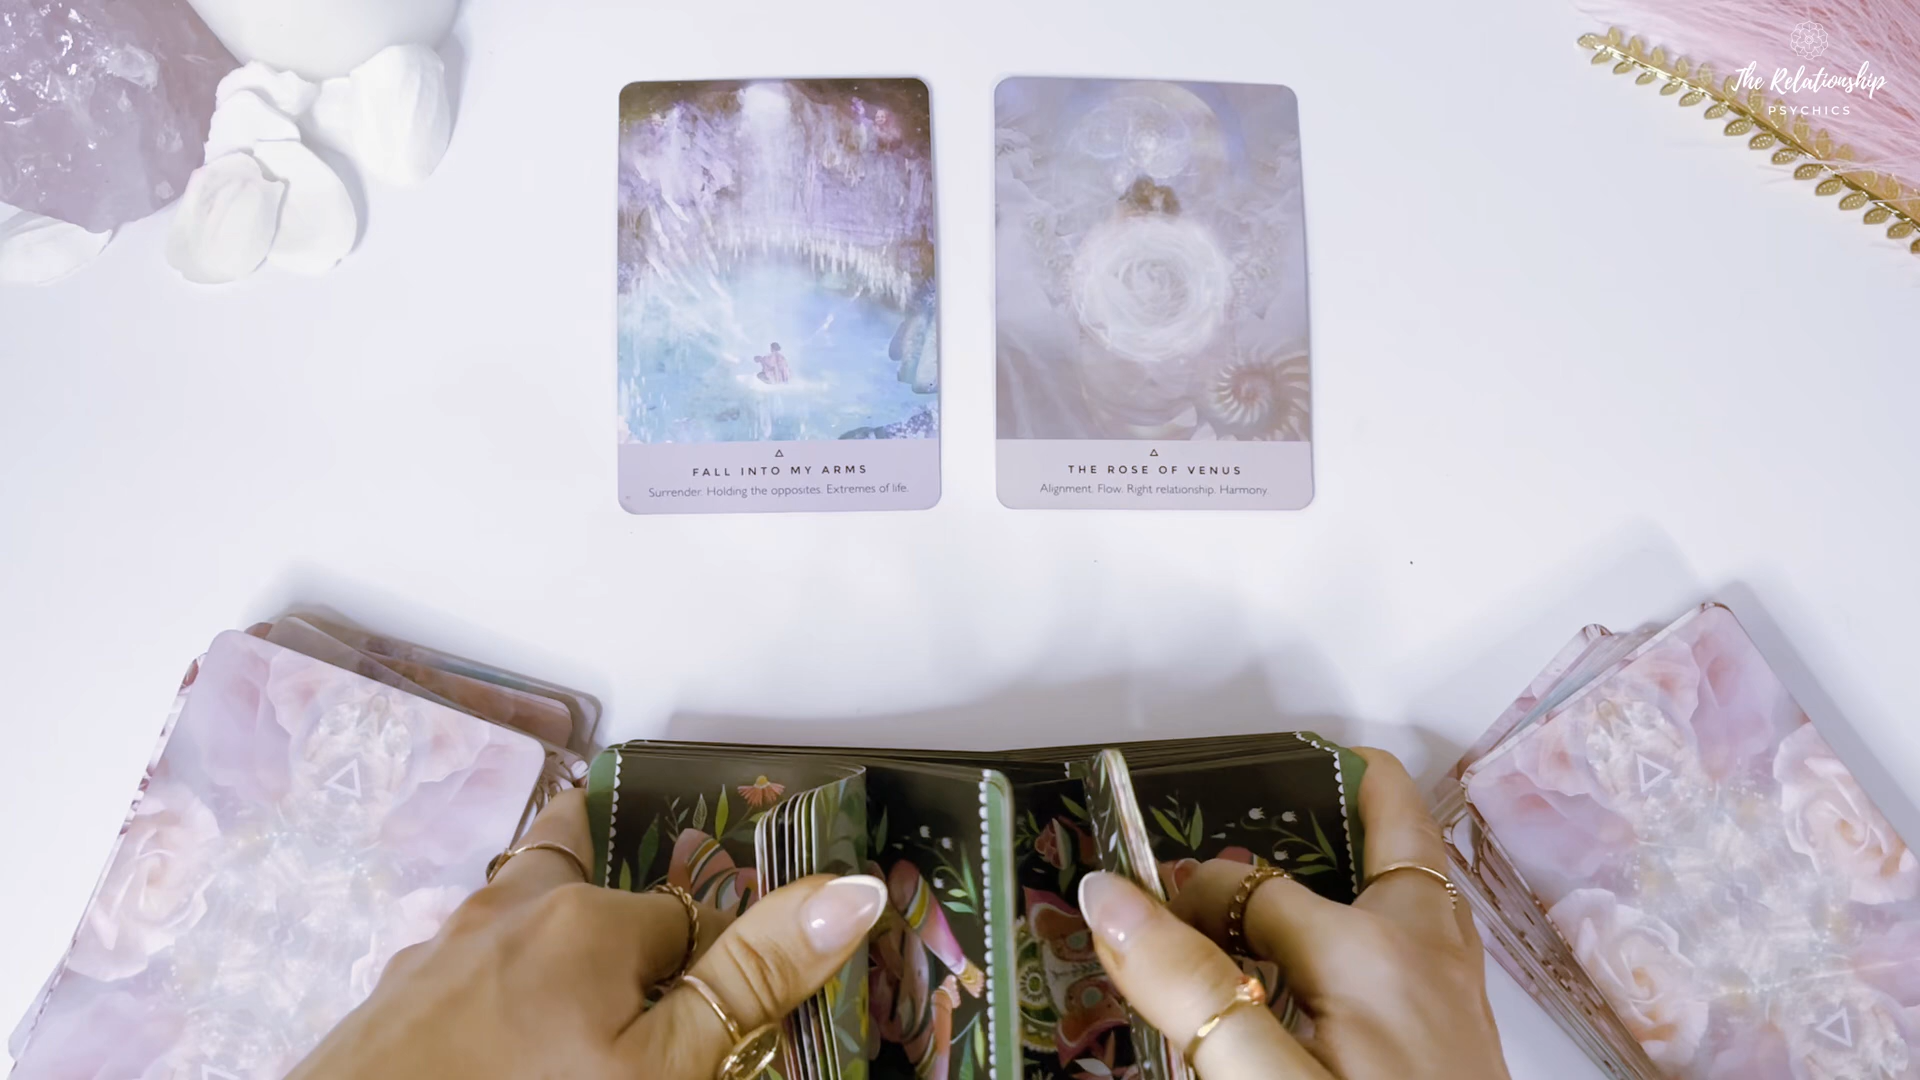 The Relationship
PSYCHICS
FALL INTO MY ARMS
Surrender. Holding the opposites. Extremes of life.
THE ROSE OF VENUS
Alignment. Flow. Right relationship. Harmony.